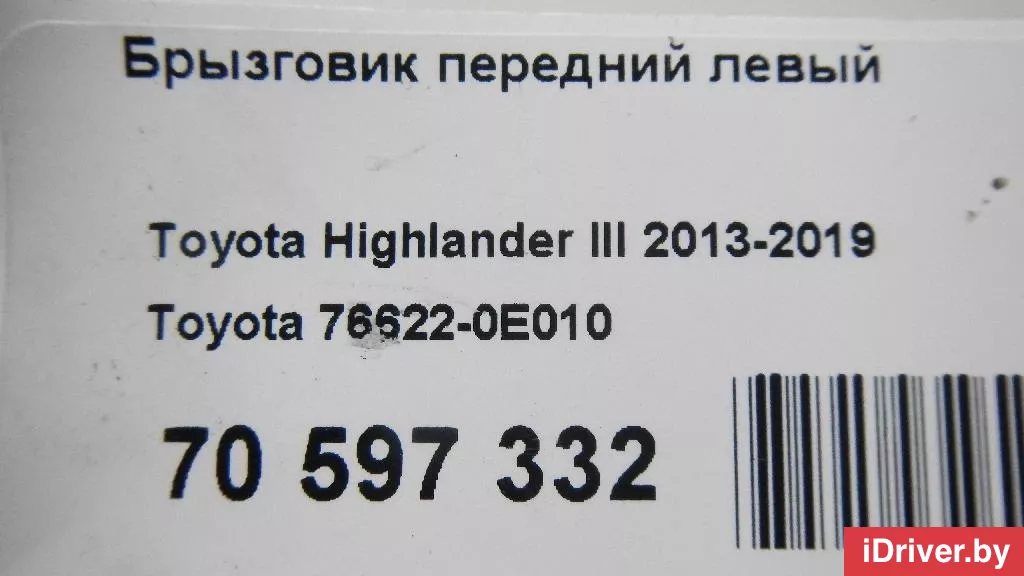 Брызговик передний левый
Toyota Highlander III 2013-2019
Toyota 76622-0E010
70 597 332
iDriver.by